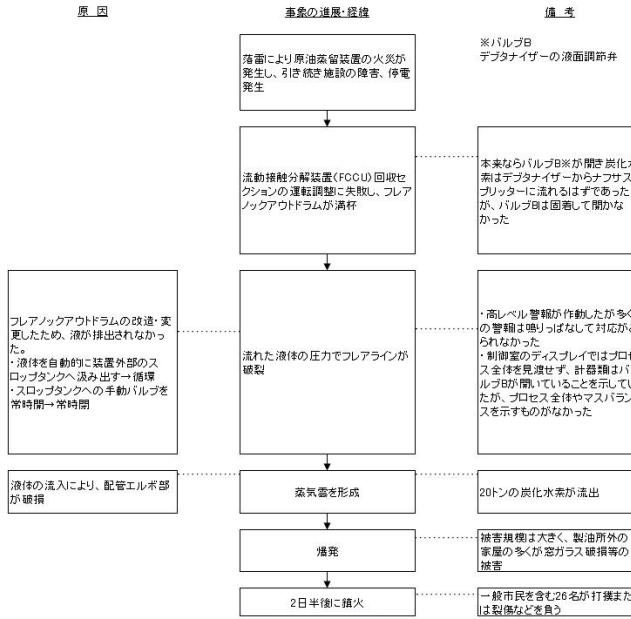 原 因
事象の進展・経緯
備 考
※バルブB
デブタナイザーの液面調節弁
落雷により原油蒸留装置の火災が
発生し、引き続き施設の障害、停電
発生
流動接触分解装置(FCCU)回収セ
クションの運転調整に失敗し、フレア
ノックアウトドラムが満杯
本来ならバルブB※が開き炭化水
素はデブタナイザーからナフサス
プリッターに流れるはずであった
が、バルブBは固着して開かな
かった
フレアノックアウトドラムの改造・変
更したため、液が排出されなかっ
た。
・液体を自動的に装置外部のス
ロップタンクへ汲み出す→循環
・スロップタンクへの手動バルブを
常時開→常時閉
流れた液体の圧力でフレアラインが
破裂
・高レベル警報が作動したが多く
の警報は鳴りっぱなしで対応がと
られなかった
・制御室のディスプレイではプロセ
ス全体を見渡せず、計器類はバ
ルブBが開いていることを示してい
たが、プロセス全体やマスバラン
スを示すものがなかった
液体の流入により、配管エルボ部
が破損
蒸気雲を形成
20トンの炭化水素が流出
爆発
被害規模は大きく、製油所外の
家屋の多くが窓ガラス破損等の
被害
2日半後に鎮火
一般市民を含む26名が打撲また
は裂傷などを負う